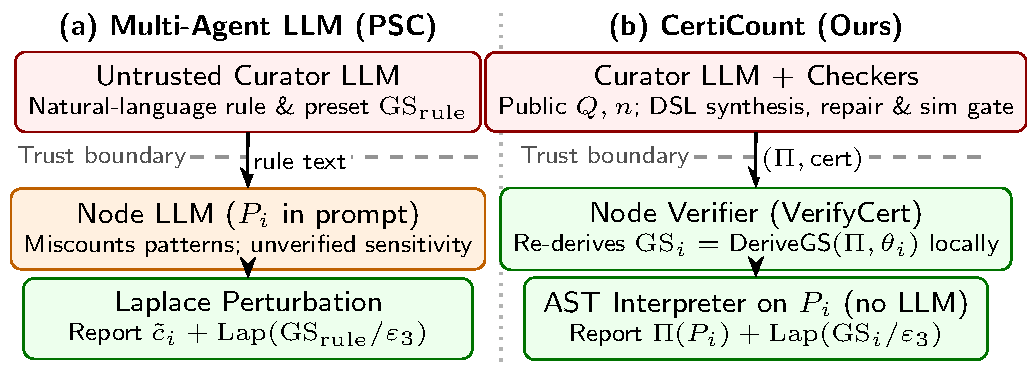 (a) Multi-Agent LLM (PSC)
Untrusted Curator LLM
Natural-language rule & preset GS_rule
Trust boundary
rule text
Node LLM (P_i in prompt)
Miscounts patterns; unverified sensitivity
Laplace Perturbation
Report c̃_i + Lap(GS_rule/ε_3)
(b) CertiCount (Ours)
Curator LLM + Checkers
Public Q, n; DSL synthesis, repair & sim gate
Trust boundary
(Π, cert)
Node Verifier (VerifyCert)
Re-derives GS_i = DeriveGS(Π, θ_i) locally
AST Interpreter on P_i (no LLM)
Report Π(P_i) + Lap(GS_i/ε_3)